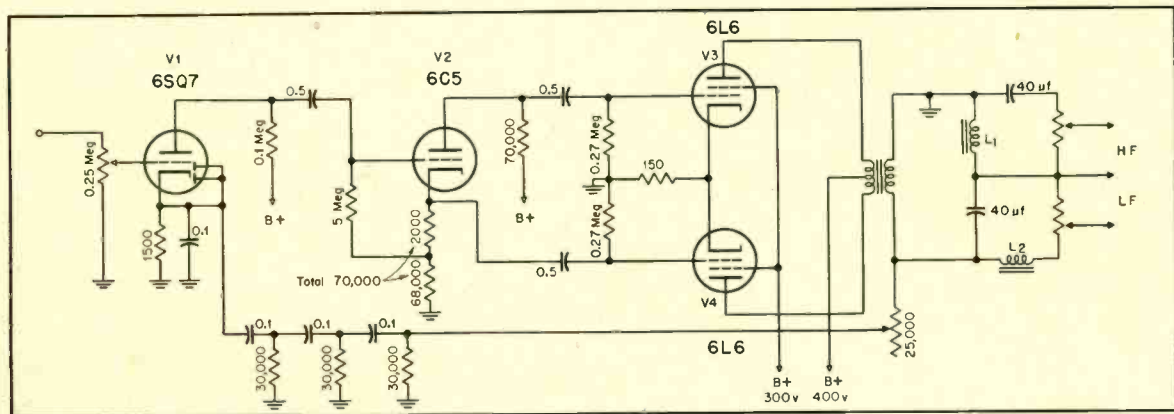 V1
6SQ7
0.25 Meg
1500
0.1
0.1 Meg
B+
0.5
5 Meg
V2
6C5
2000
68,000
Total 70,000
70,000
B+
0.5
0.5
0.27 Meg
0.27 Meg
150
6L6
V3
V4
6L6
B+
300v
B+
400v
40 µf
L1
40 µf
L2
HF
LF
25,000
0.1
0.1
0.1
30,000
30,000
30,000